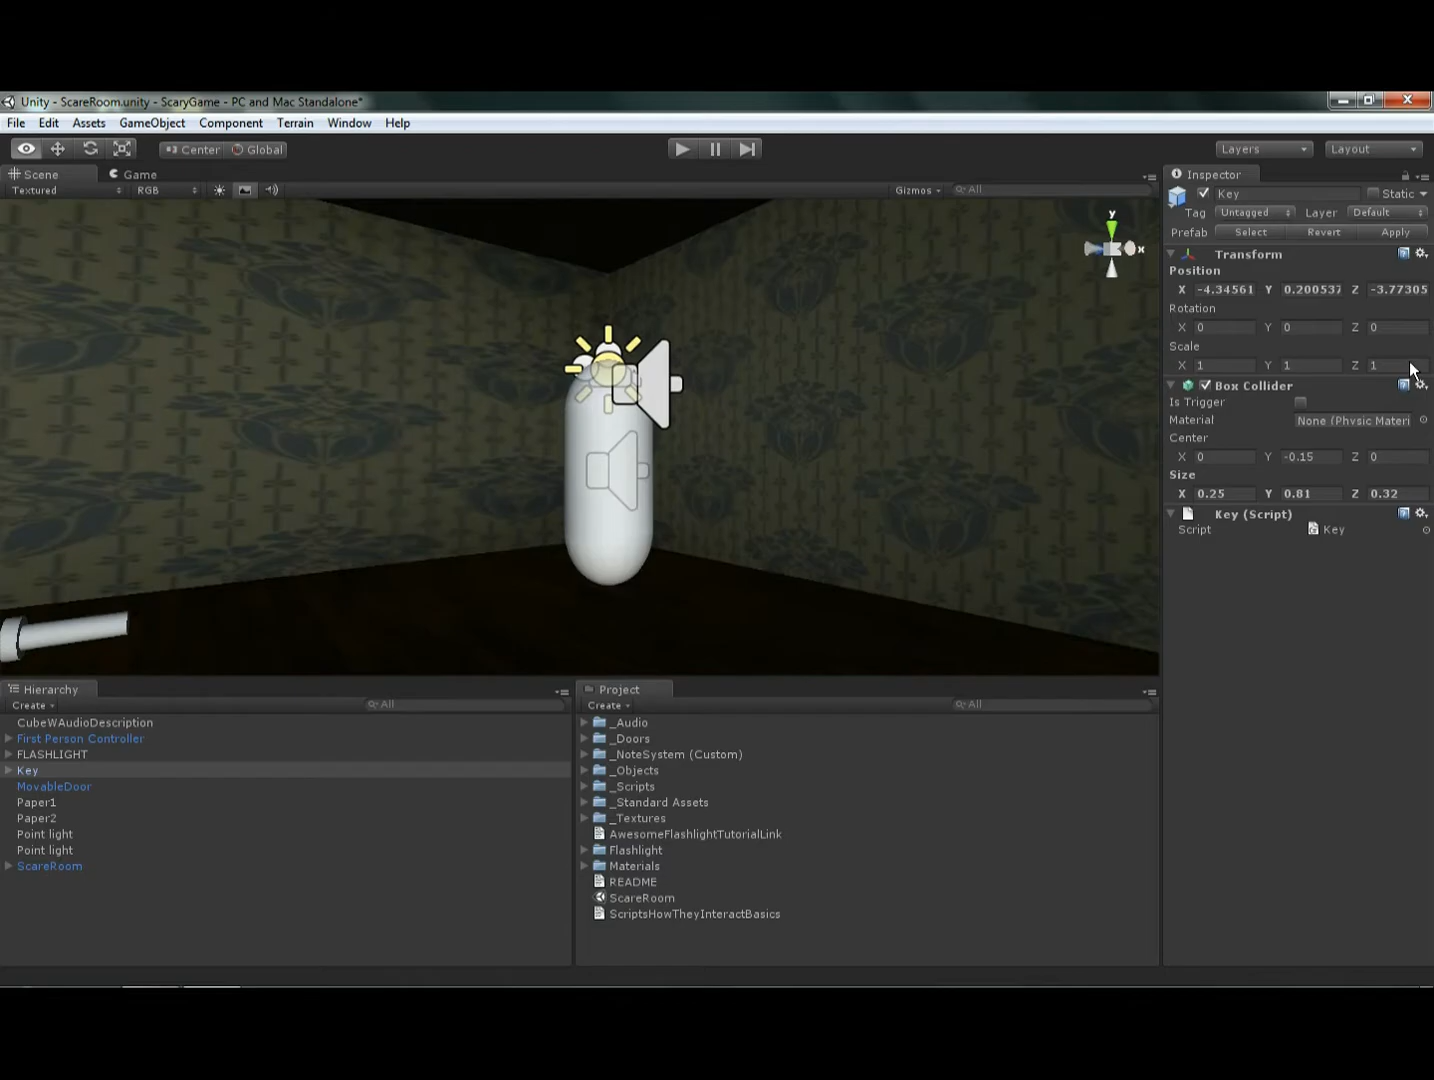 Unity - ScareRoom.unity - ScaryGame - PC and Mac Standalone*
File Edit Assets GameObject Component Terrain Window Help
Center Global Layers Layout
Scene Game Inspector
Textured RGB Gizmos All
Key Static
Tag Untagged Layer Default
Prefab Select Revert Apply
Transform
Position
X -4.34561 Y 0.200537 Z -3.77305
Rotation
X 0 Y 0 Z 0
Scale
X 1 Y 1 Z 1
Box Collider
Is Trigger
Material None (Physic Materi
Center
X 0 Y -0.15 Z 0
Size
X 0.25 Y 0.81 Z 0.32
Key (Script)
Script Key
y
x
Hierarchy
Create All
CubeWAudioDescription
First Person Controller
FLASHLIGHT
Key
MovableDoor
Paper1
Paper2
Point light
Point light
ScareRoom
Project
Create All
_Audio
_Doors
_NoteSystem (Custom)
_Objects
_Scripts
_Standard Assets
_Textures
AwesomeFlashlightTutorialLink
Flashlight
Materials
README
ScareRoom
ScriptsHowTheyInteractBasics